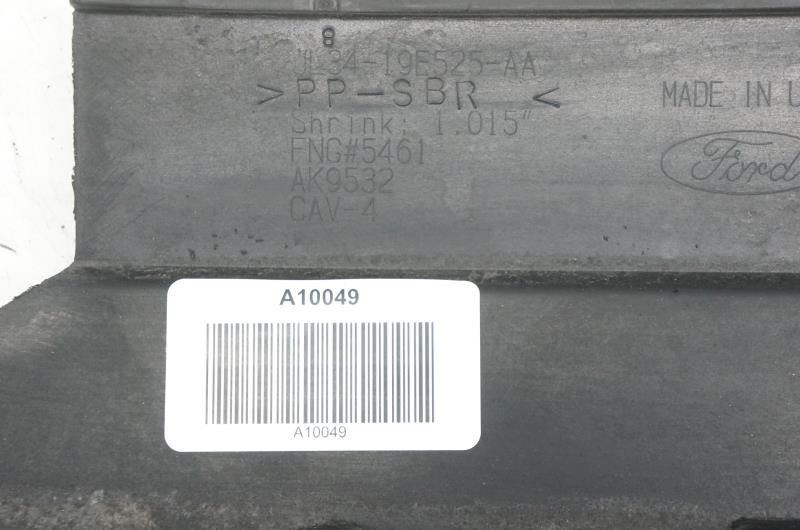 8
JL34-19E525-AA
>PP-SBR <
Shrink: 1.015"
FNG#5461
AK9532
CAV-4
MADE IN U
Ford
A10049
A10049